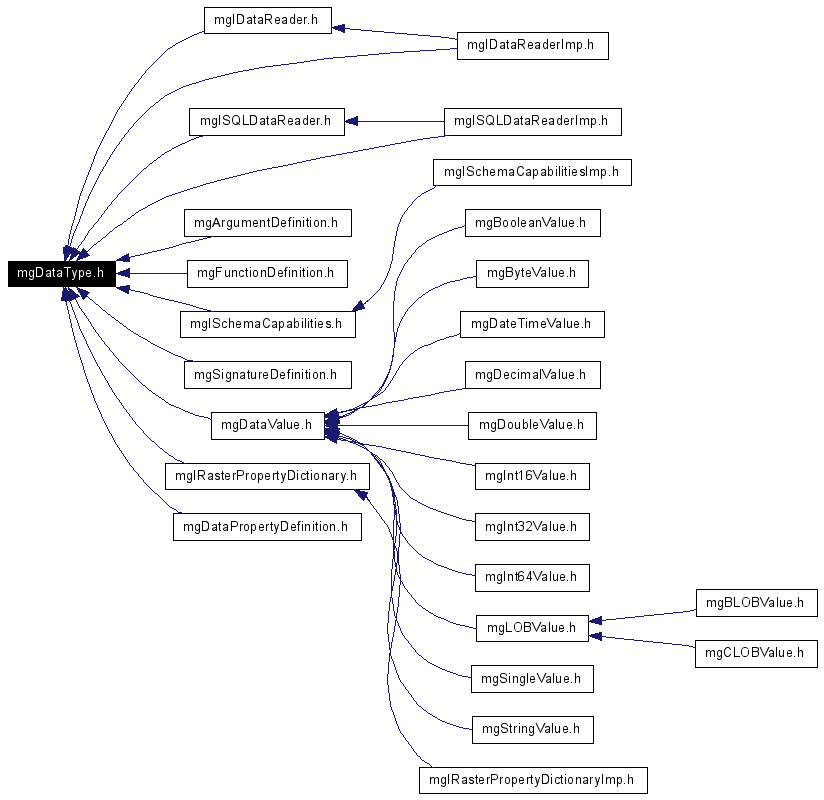 mgIDataReader.h
mgIDataReaderImp.h
mgISQLDataReader.h
mgISQLDataReaderImp.h
mgISchemaCapabilitiesImp.h
mgArgumentDefinition.h
mgBooleanValue.h
mgDataType.h
mgFunctionDefinition.h
mgByteValue.h
mgISchemaCapabilities.h
mgDateTimeValue.h
mgSignatureDefinition.h
mgDecimalValue.h
mgDataValue.h
mgDoubleValue.h
mgIRasterPropertyDictionary.h
mgInt16Value.h
mgDataPropertyDefinition.h
mgInt32Value.h
mgInt64Value.h
mgBLOBValue.h
mgLOBValue.h
mgCLOBValue.h
mgSingleValue.h
mgStringValue.h
mgIRasterPropertyDictionaryImp.h